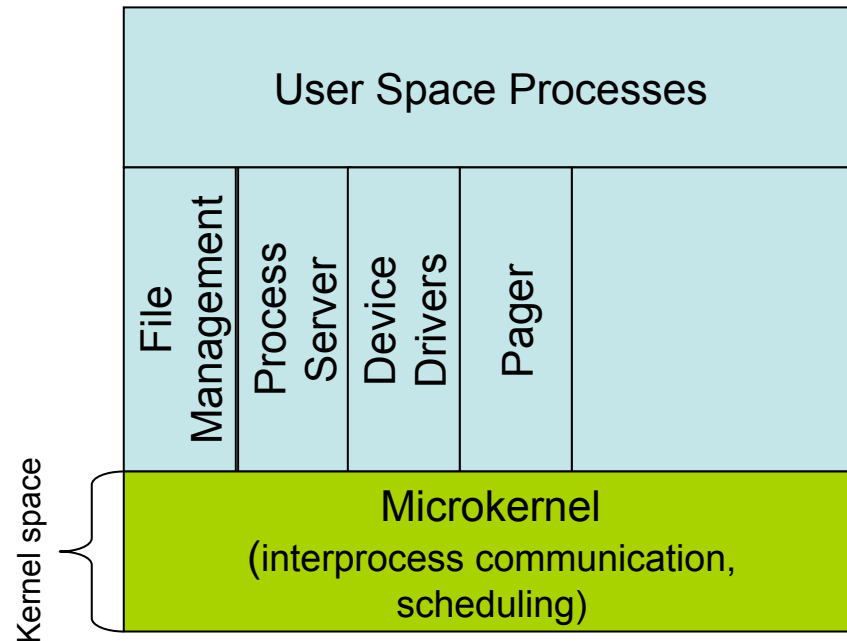 User Space Processes
File
Management
Process
Server
Device
Drivers
Pager
Kernel space
Microkernel
(interprocess communication,
scheduling)